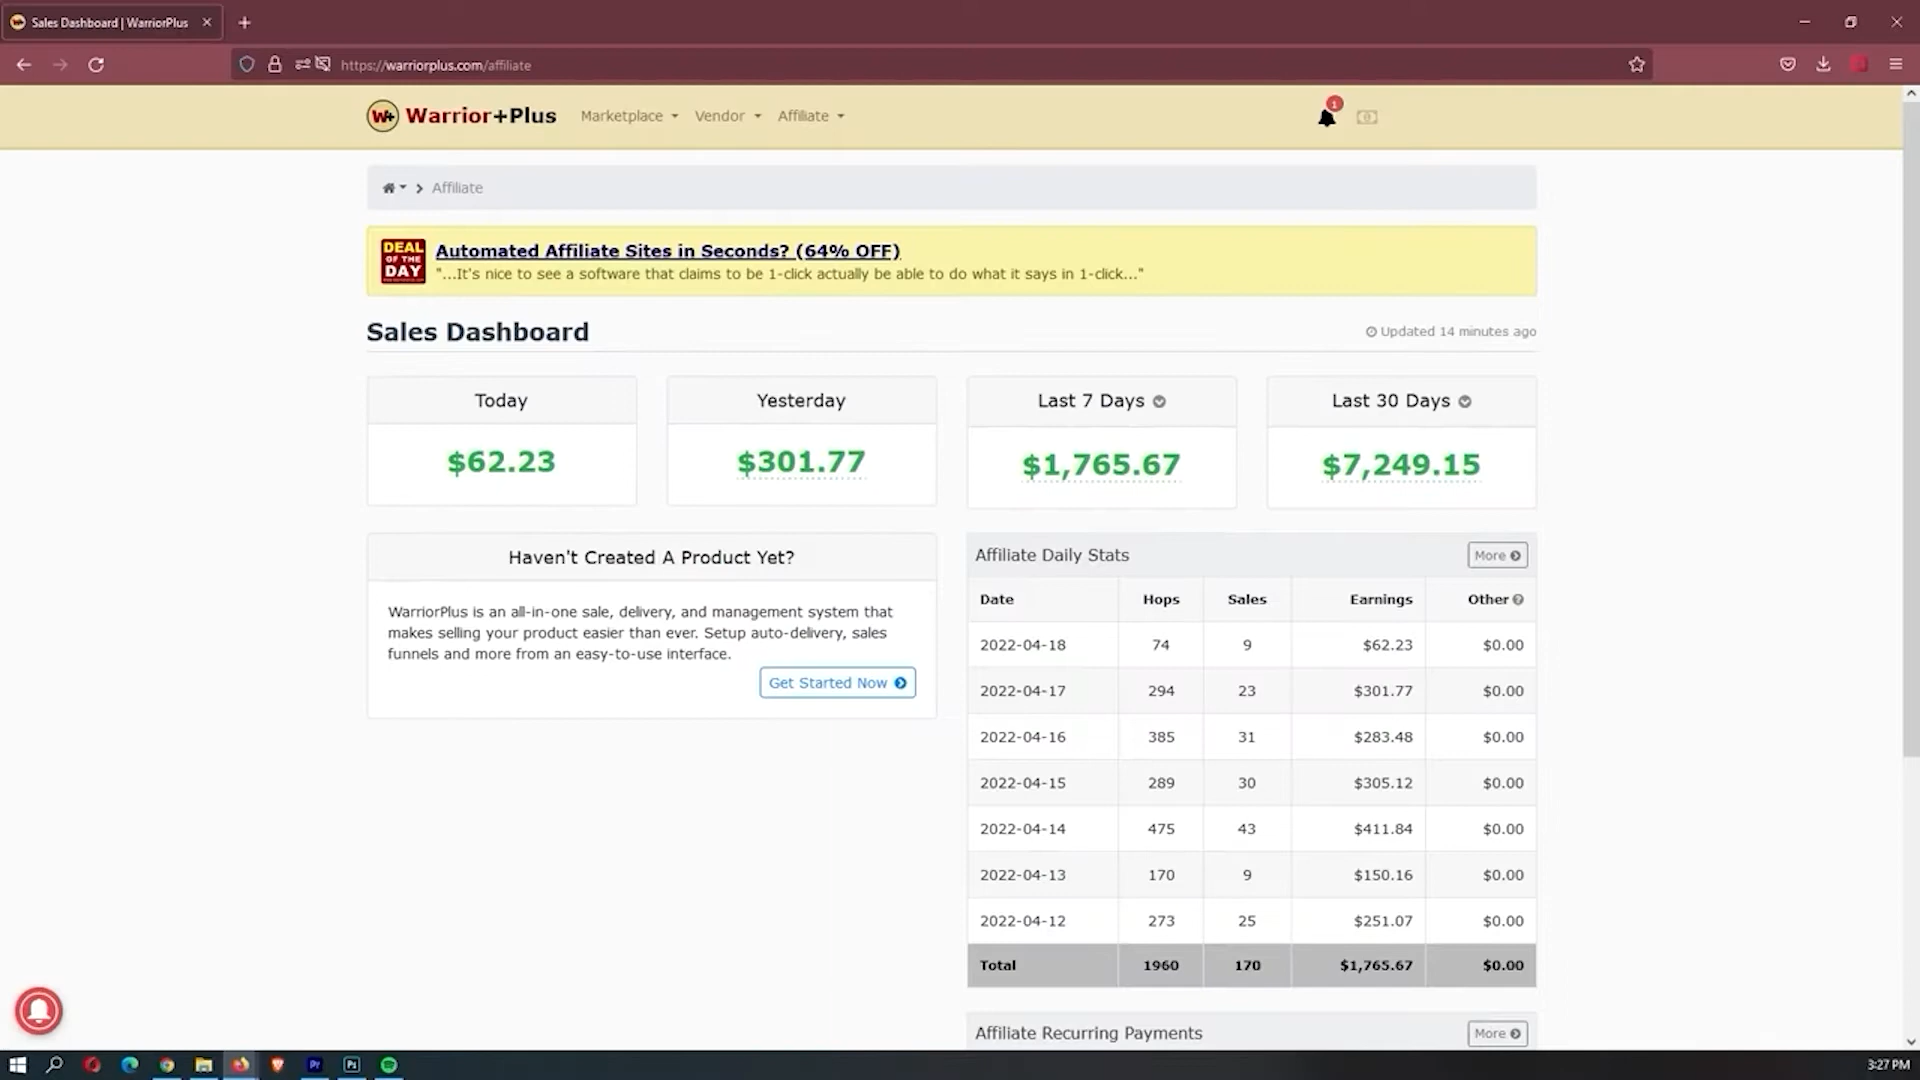 Sales Dashboard | WarriorPlus
https://warriorplus.com/affiliate
W+ Warrior+Plus Marketplace Vendor Affiliate 1
Affiliate
DEAL OF THE DAY
Automated Affiliate Sites in Seconds? (64% OFF)
"...It's nice to see a software that claims to be 1-click actually be able to do what it says in 1-click..."
Sales Dashboard Updated 14 minutes ago
Today Yesterday Last 7 Days Last 30 Days
$62.23 $301.77 $1,765.67 $7,249.15
Haven't Created A Product Yet?
WarriorPlus is an all-in-one sale, delivery, and management system that
makes selling your product easier than ever. Setup auto-delivery, sales
funnels and more from an easy-to-use interface.
Get Started Now
Affiliate Daily Stats More
Date Hops Sales Earnings Other
2022-04-18 74 9 $62.23 $0.00
2022-04-17 294 23 $301.77 $0.00
2022-04-16 385 31 $283.48 $0.00
2022-04-15 289 30 $305.12 $0.00
2022-04-14 475 43 $411.84 $0.00
2022-04-13 170 9 $150.16 $0.00
2022-04-12 273 25 $251.07 $0.00
Total 1960 170 $1,765.67 $0.00
Affiliate Recurring Payments More
Pr Ps
3:27 PM